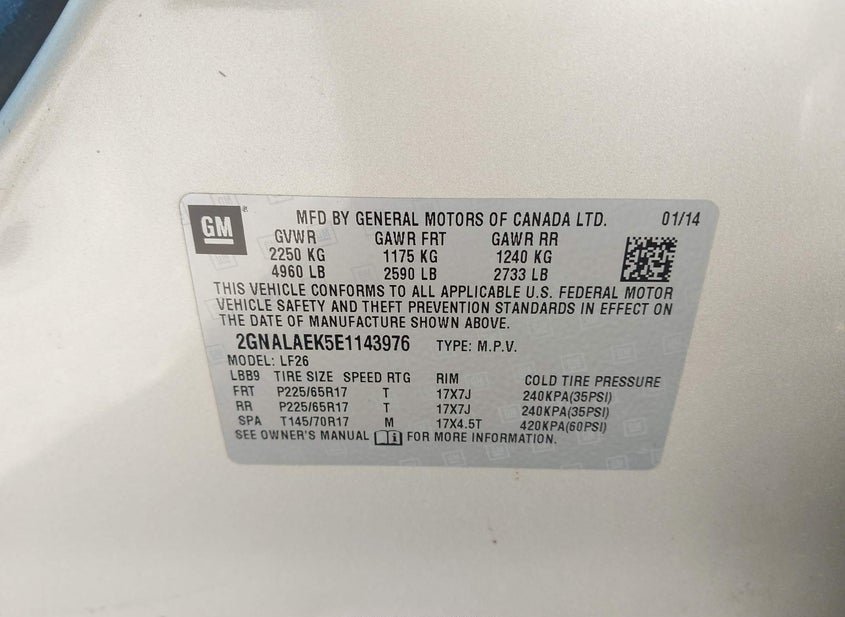 GM
MFD BY GENERAL MOTORS OF CANADA LTD. 01/14
GVWR GAWR FRT GAWR RR
2250 KG 1175 KG 1240 KG
4960 LB 2590 LB 2733 LB
THIS VEHICLE CONFORMS TO ALL APPLICABLE U.S. FEDERAL MOTOR
VEHICLE SAFETY AND THEFT PREVENTION STANDARDS IN EFFECT ON
THE DATE OF MANUFACTURE SHOWN ABOVE.
2GNALAEK5E1143976 TYPE: M.P.V.
MODEL: LF26
LBB9 TIRE SIZE SPEED RTG RIM COLD TIRE PRESSURE
FRT P225/65R17 T 17X7J 240KPA(35PSI)
RR P225/65R17 T 17X7J 240KPA(35PSI)
SPA T145/70R17 M 17X4.5T 420KPA(60PSI)
SEE OWNER'S MANUAL FOR MORE INFORMATION.